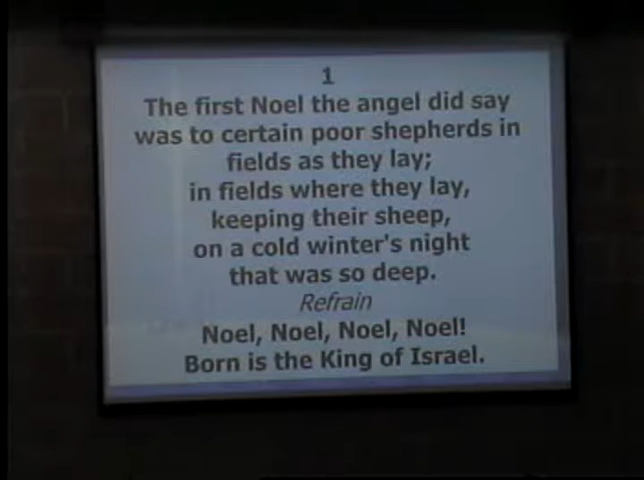 1
The first Noel the angel did say
was to certain poor shepherds in
fields as they lay;
in fields where they lay,
keeping their sheep,
on a cold winter's night
that was so deep.
Refrain
Noel, Noel, Noel, Noel!
Born is the King of Israel.